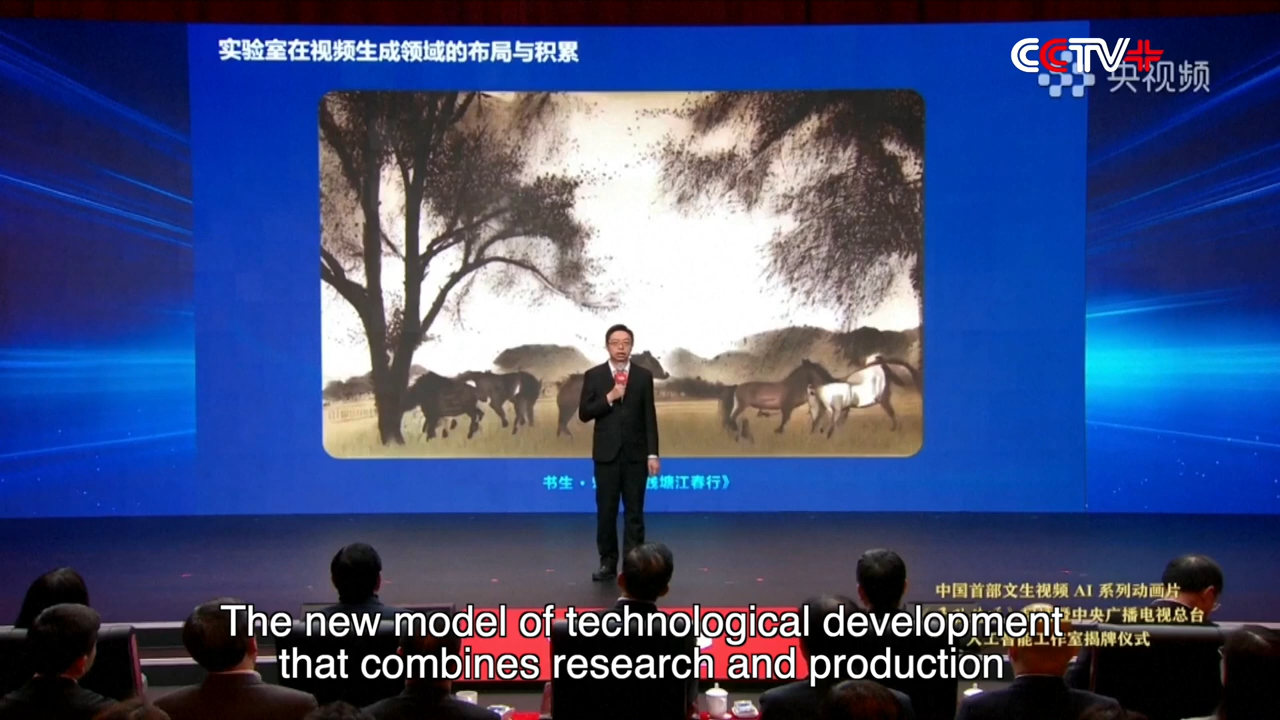 实验室在视频生成领域的布局与积累
CCTV+
央视频
书生·
钱塘江春行》
中国首部文生视频 AI 系列动画片
暨中央广播电视总台
人工智能工作室揭牌仪式
The new model of technological development
that combines research and production